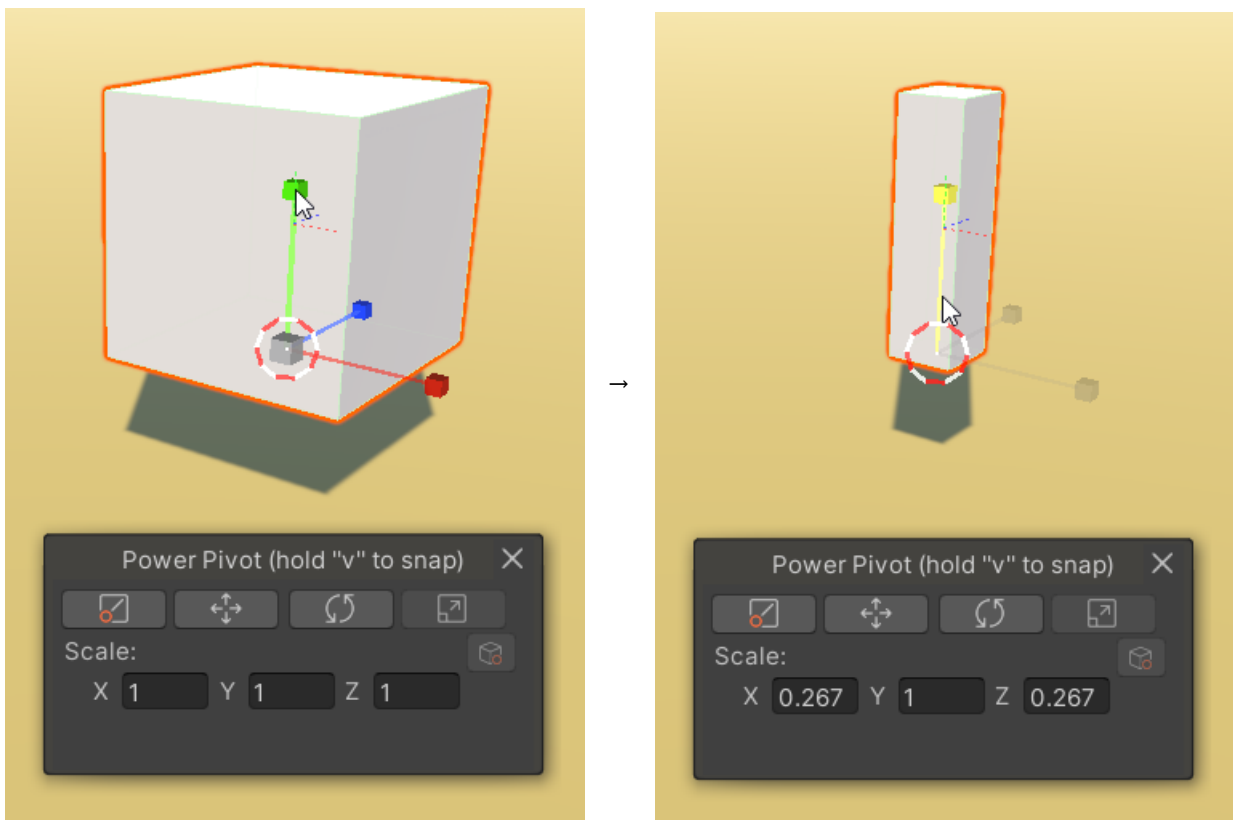 Power Pivot (hold "v" to snap)
Scale:
X 1 Y 1 Z 1
→
Power Pivot (hold "v" to snap)
Scale:
X 0.267 Y 1 Z 0.267